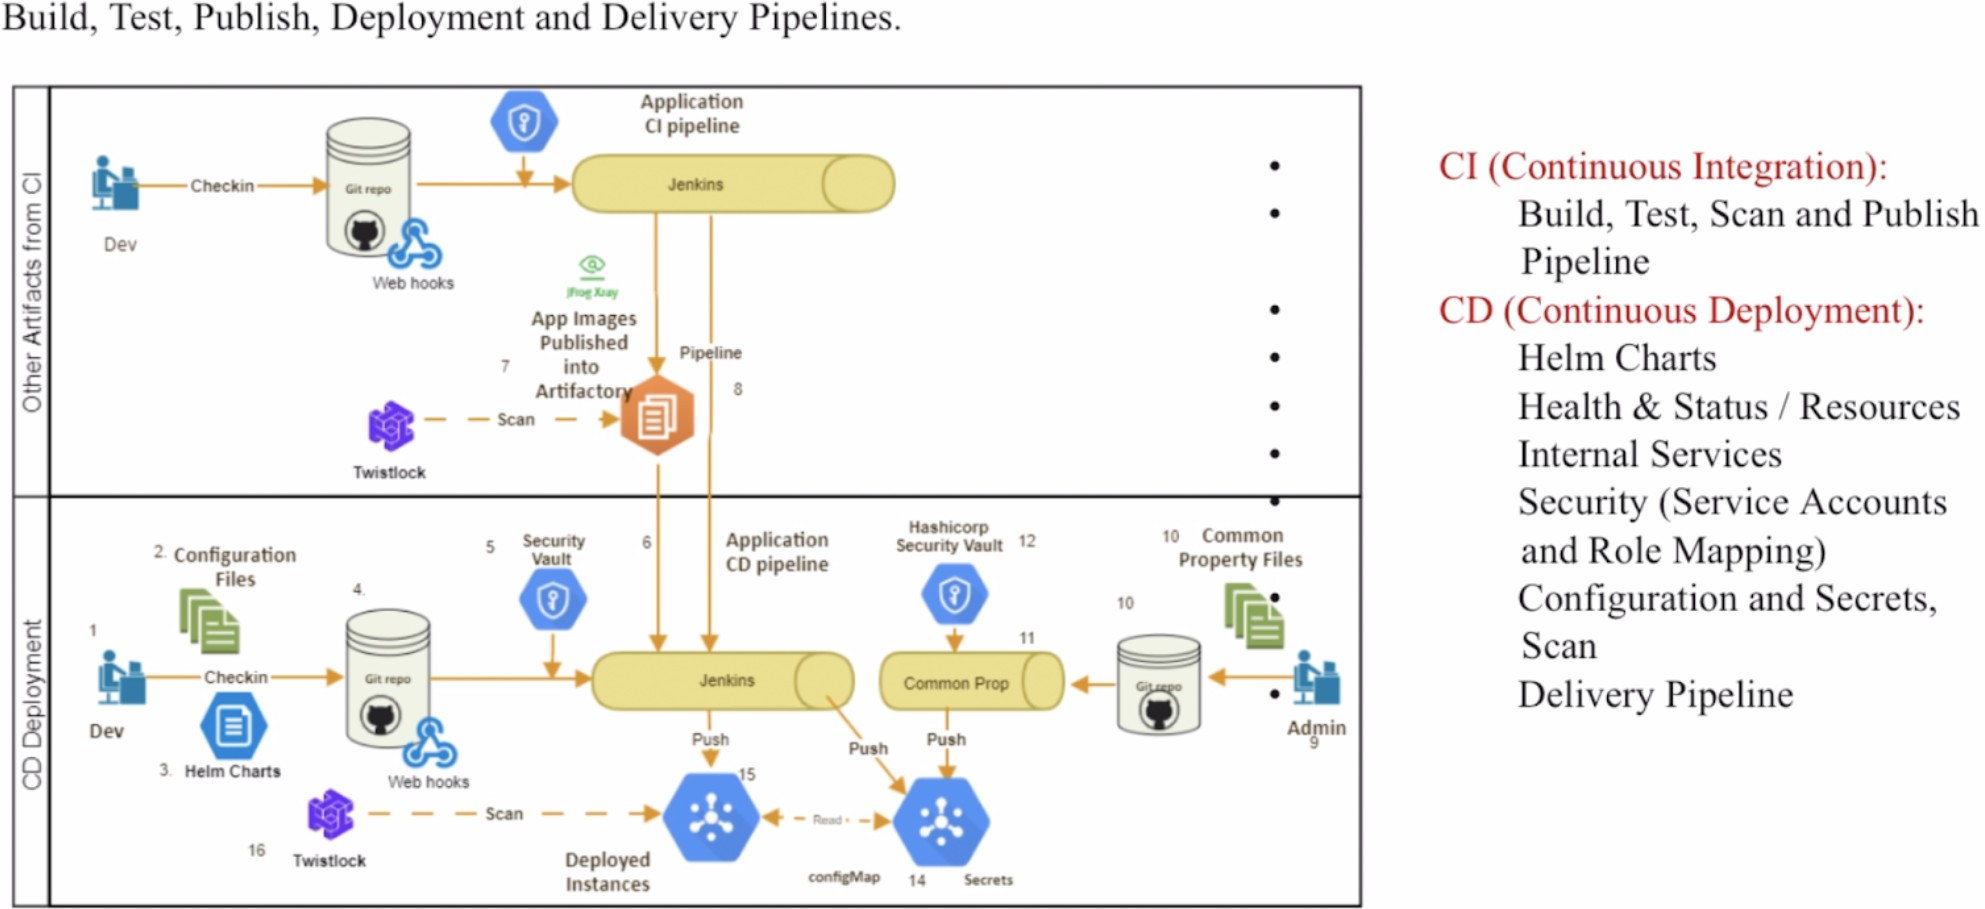 Build, Test, Publish, Deployment and Delivery Pipelines.
Other Artifacts from CI
Application
CI pipeline
Checkin
Git repo
Jenkins
Dev
Web hooks
JFrog Xray
App Images
Published
into
Artifactory
7
Pipeline
8
Scan
Twistlock
CD Deployment
2.
Configuration
Files
4.
5
Security
Vault
6
Application
CD pipeline
Hashicorp
Security Vault
12
10
Common
Property Files
1
Checkin
Git repo
Jenkins
11
Common Prop
10
Git repo
Dev
3.
Helm Charts
Web hooks
Push
Push
Push
Admin
9
15
Scan
Read
16
Twistlock
Deployed
Instances
configMap
14
Secrets
CI (Continuous Integration):
Build, Test, Scan and Publish
Pipeline
CD (Continuous Deployment):
Helm Charts
Health & Status / Resources
Internal Services
Security (Service Accounts
and Role Mapping)
Configuration and Secrets,
Scan
Delivery Pipeline